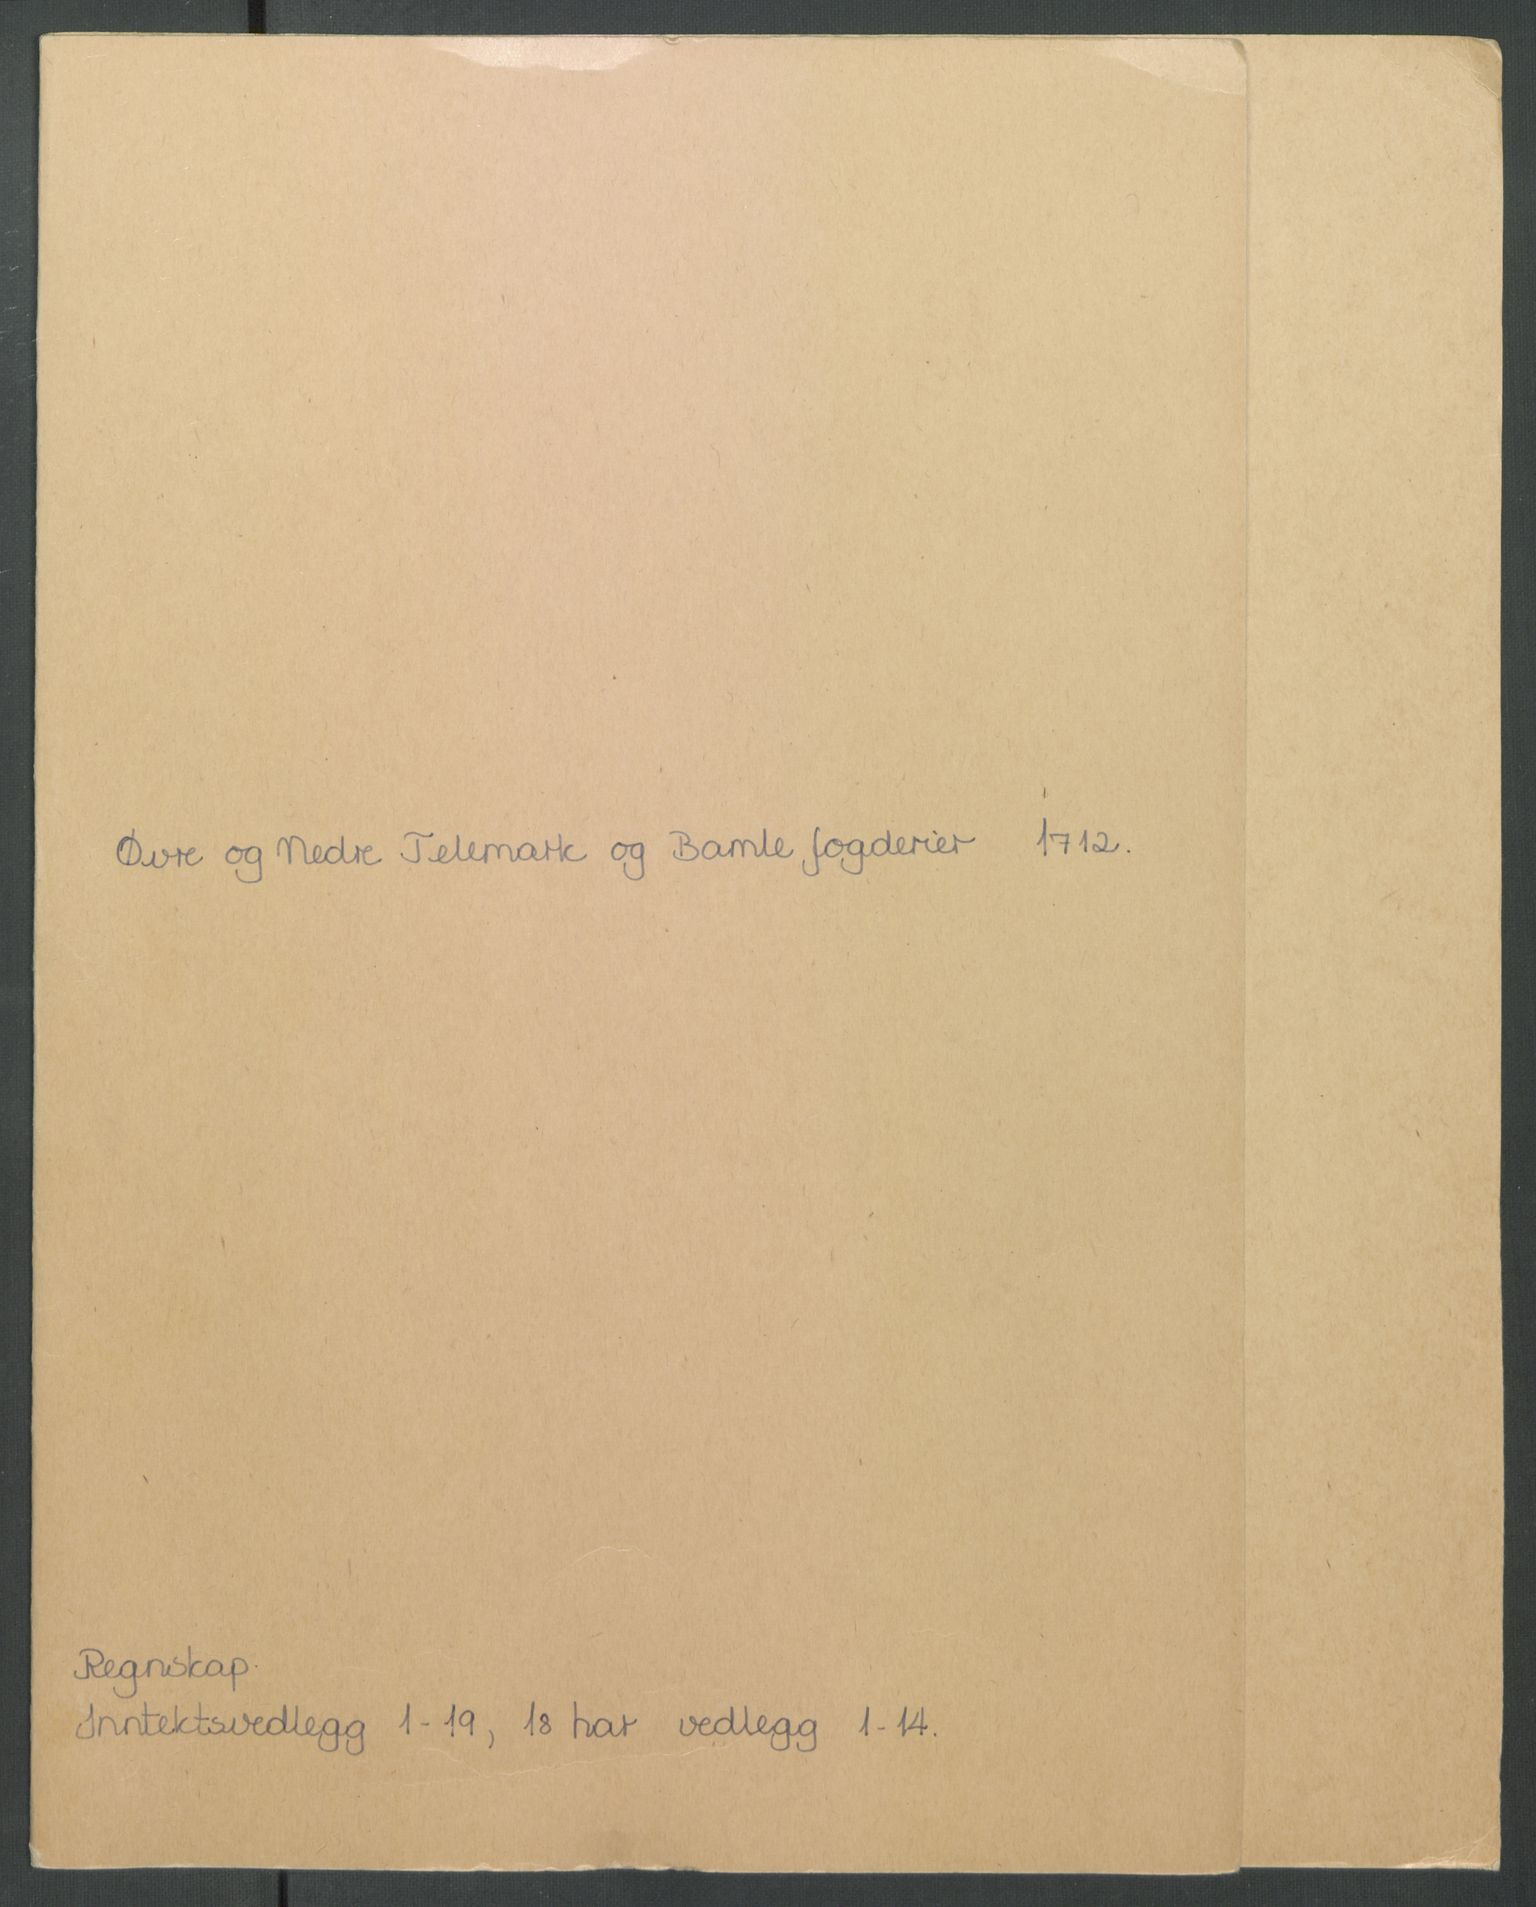 Øvre og Nedre Telemark og Bamle fogderier 1712.
Regnskap.
Inntektsvedlegg 1-19, 18 har vedlegg 1-14.